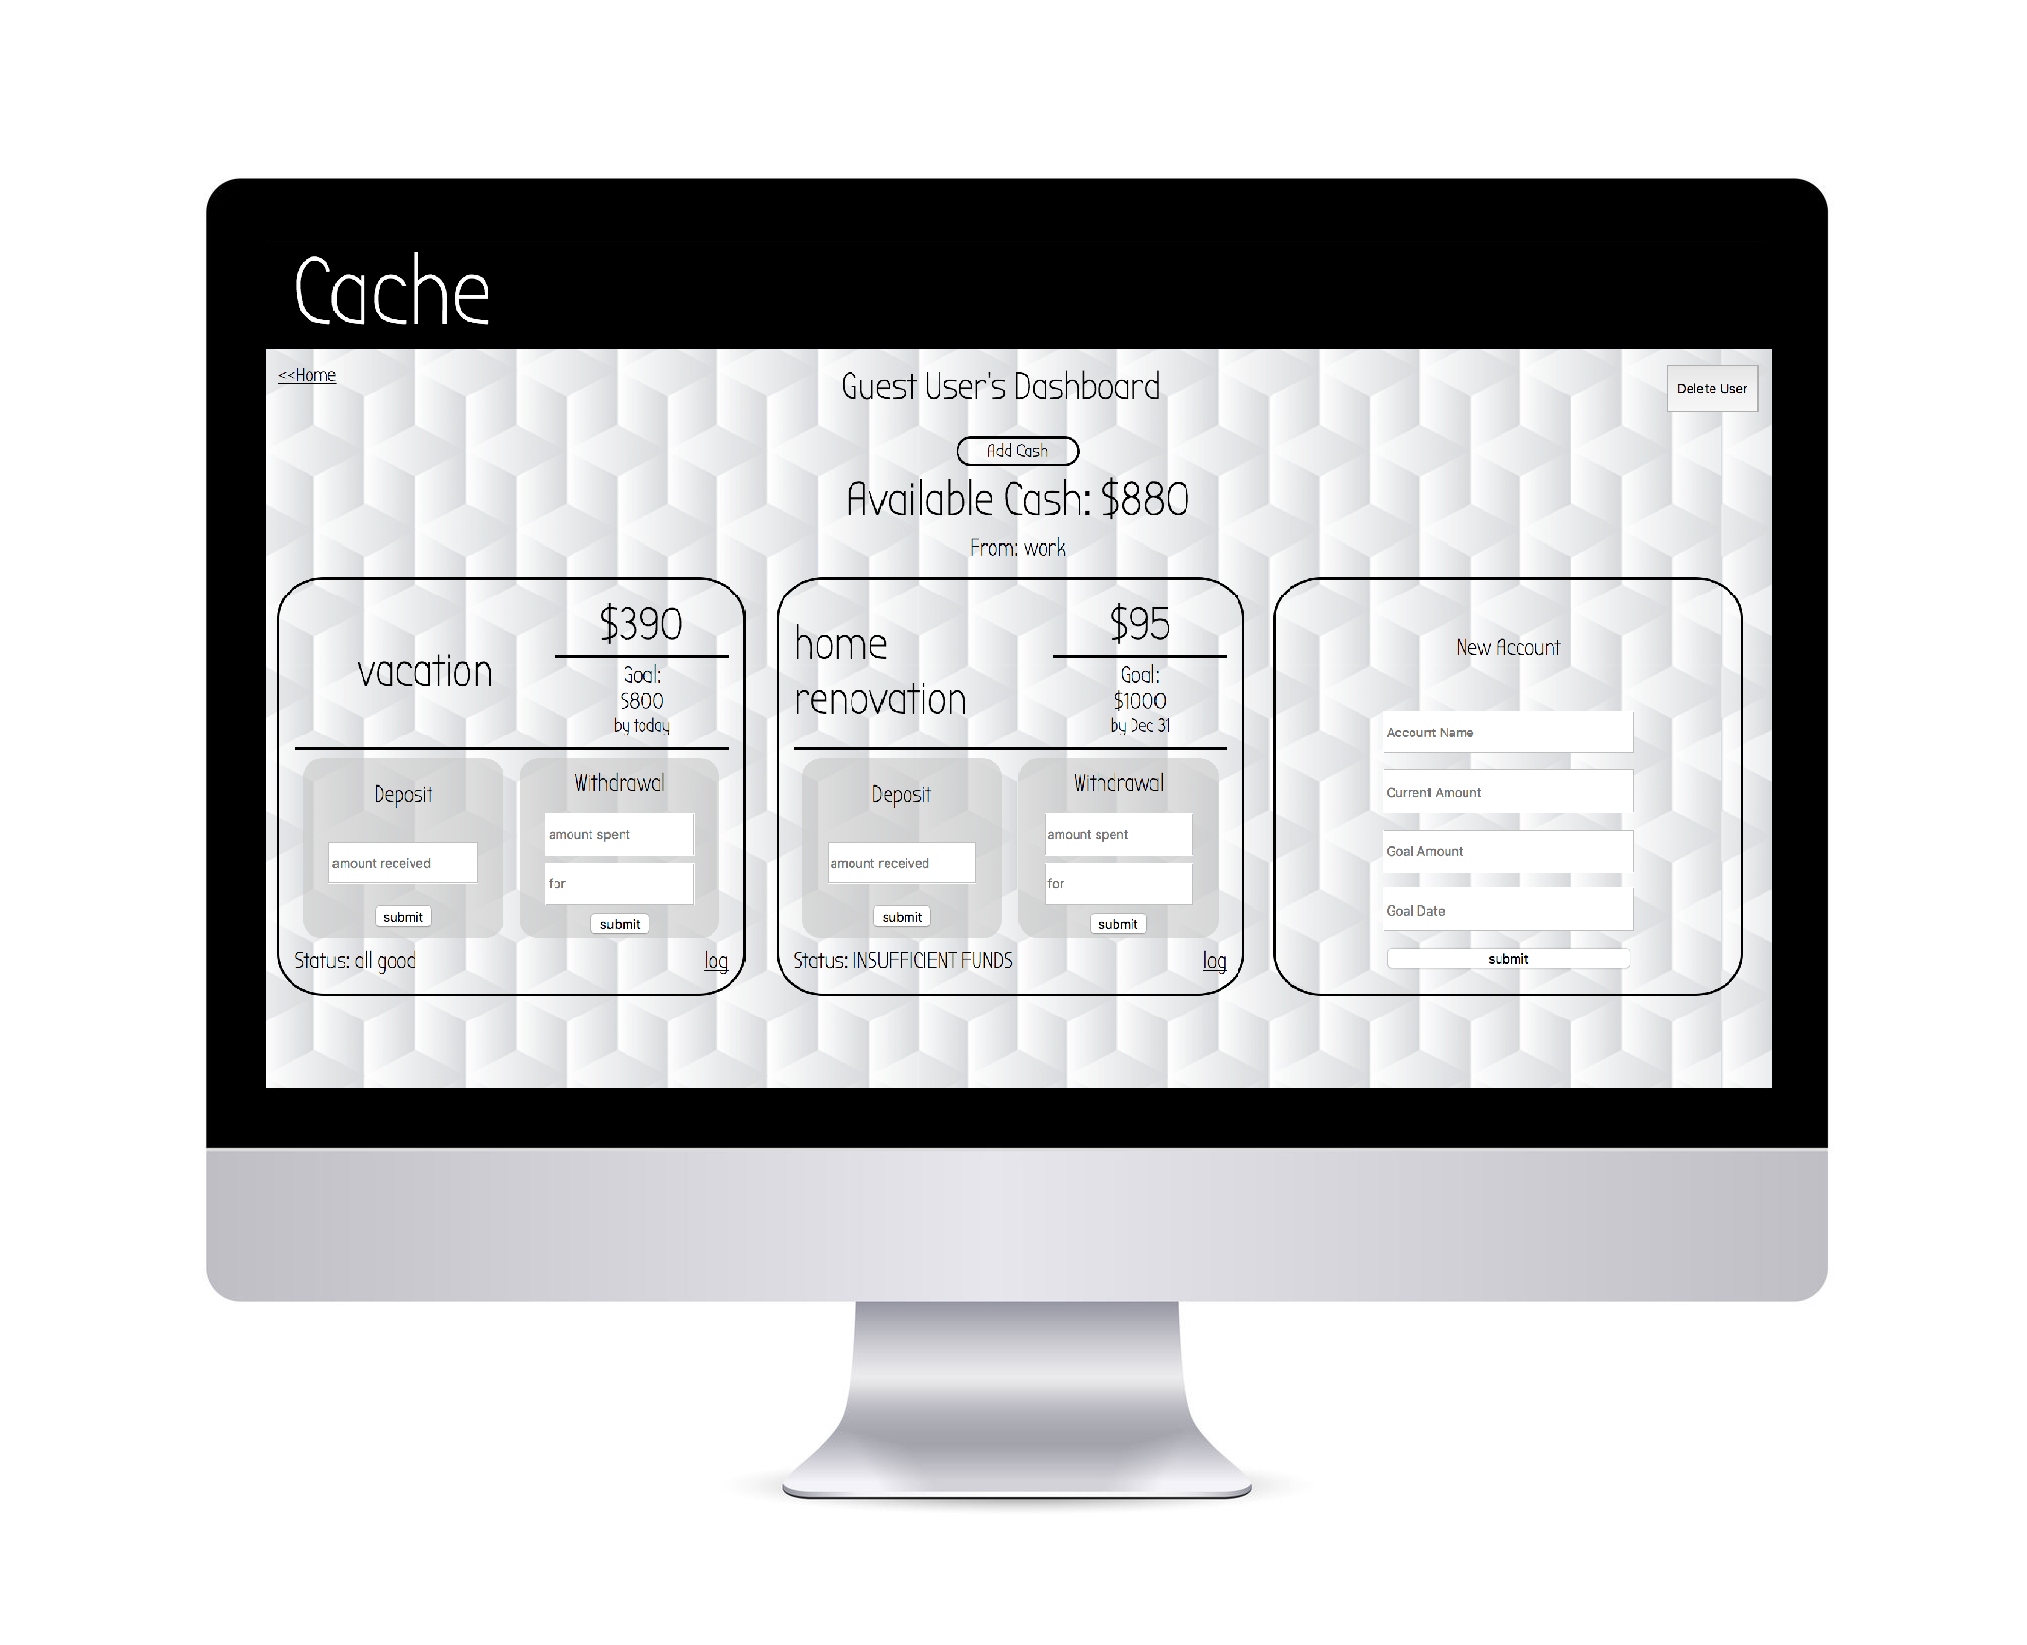 Cache
<<Home
Guest User's Dashboard
Delete User
Add Cash
Available Cash: $880
From: work
vacation
$390
Goal:
$800
by today
Deposit
amount received
submit
Withdrawal
amount spent
for
submit
Status: all good
log
home
renovation
$95
Goal:
$1000
by Dec 31
Deposit
amount received
submit
Withdrawal
amount spent
for
submit
Status: INSUFFICIENT FUNDS
log
New Account
Account Name
Current Amount
Goal Amount
Goal Date
submit